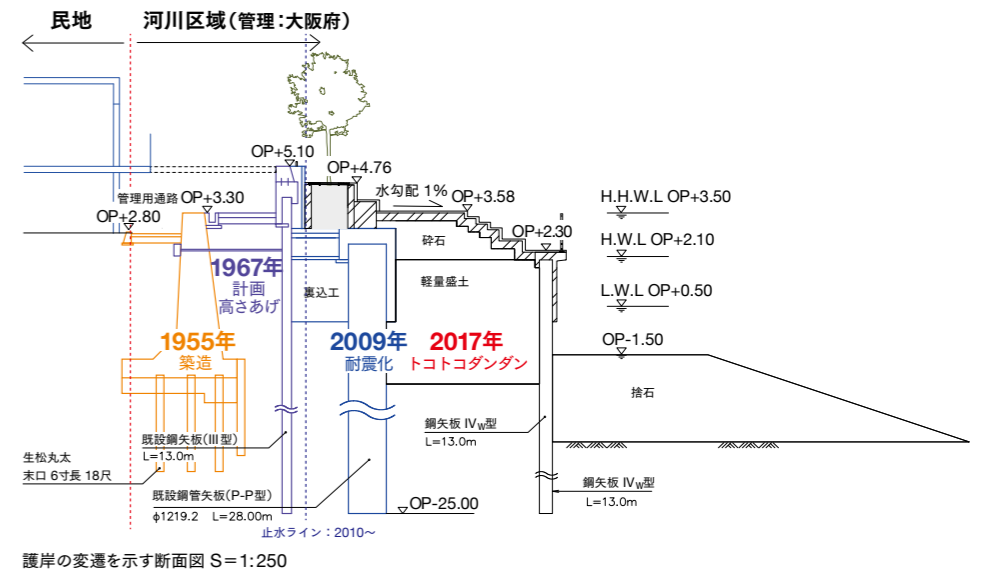 民地
河川区域（管理：大阪府）
OP+5.10
OP+4.76
水勾配 1%
管理用通路
OP+3.30
OP+3.58
H.H.W.L OP+3.50
OP+2.80
OP+2.30
H.W.L OP+2.10
砕石
1967年
計画
高さあげ
裏込工
軽量盛土
L.W.L OP+0.50
1955年
築造
2009年
耐震化
2017年
トコトコダンダン
OP-1.50
捨石
鋼矢板 IVW型
L=13.0m
既設鋼矢板(III型)
L=13.0m
生松丸太
末口 6寸長 18尺
既設鋼管矢板(P-P型)
φ1219.2 L=28.00m
OP-25.00
鋼矢板 IVW型
L=13.0m
止水ライン：2010〜
護岸の変遷を示す断面図 S＝1：250